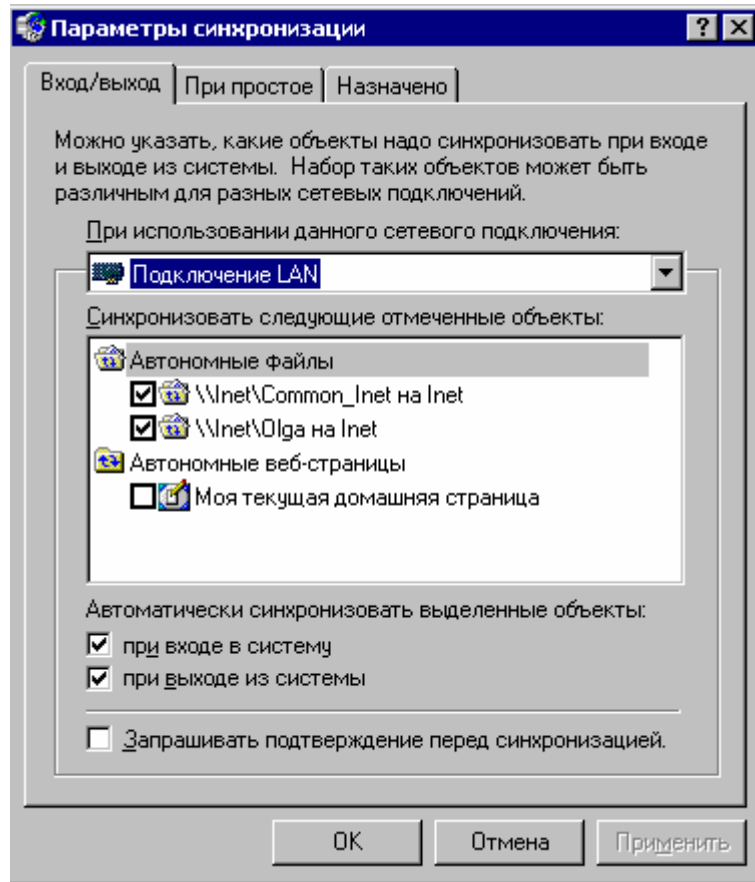 Параметры синхронизации
Вход/выход При простое Назначено
Можно указать, какие объекты надо синхронизовать при входе
и выходе из системы. Набор таких объектов может быть
различным для разных сетевых подключений.
При использовании данного сетевого подключения:
Подключение LAN
Синхронизовать следующие отмеченные объекты:
Автономные файлы
\\Inet\Common_Inet на Inet
\\Inet\Olga на Inet
Автономные веб-страницы
Моя текущая домашняя страница
Автоматически синхронизовать выделенные объекты:
при входе в систему
при выходе из системы
Запрашивать подтверждение перед синхронизацией.
OK Отмена Применить